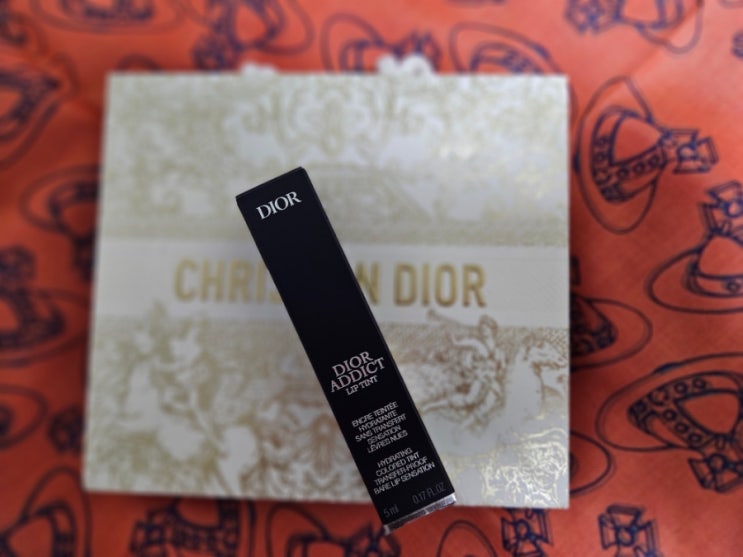 DIOR
CHRIS N DIOR
DIOR
ADDICT
LIP TINT
ENCRE TEINTÉE
HYDRATANTE
SANS TRANSFERT
SENSATION
LÈVRES NUES
HYDRATING
COLORED TINT
TRANSFER-PROOF
BARE LIP SENSATION
5 ml 0.17 FL. OZ.